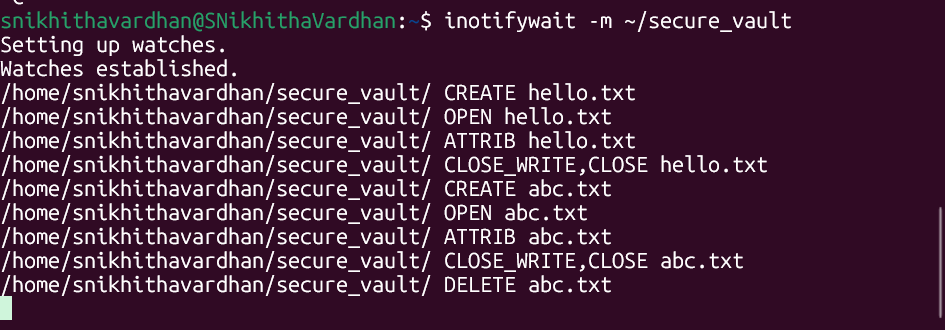 snikhithavardhan@SNikhithaVardhan:~$ inotifywait -m ~/secure_vault
Setting up watches.
Watches established.
/home/snikhithavardhan/secure_vault/ CREATE hello.txt
/home/snikhithavardhan/secure_vault/ OPEN hello.txt
/home/snikhithavardhan/secure_vault/ ATTRIB hello.txt
/home/snikhithavardhan/secure_vault/ CLOSE_WRITE,CLOSE hello.txt
/home/snikhithavardhan/secure_vault/ CREATE abc.txt
/home/snikhithavardhan/secure_vault/ OPEN abc.txt
/home/snikhithavardhan/secure_vault/ ATTRIB abc.txt
/home/snikhithavardhan/secure_vault/ CLOSE_WRITE,CLOSE abc.txt
/home/snikhithavardhan/secure_vault/ DELETE abc.txt